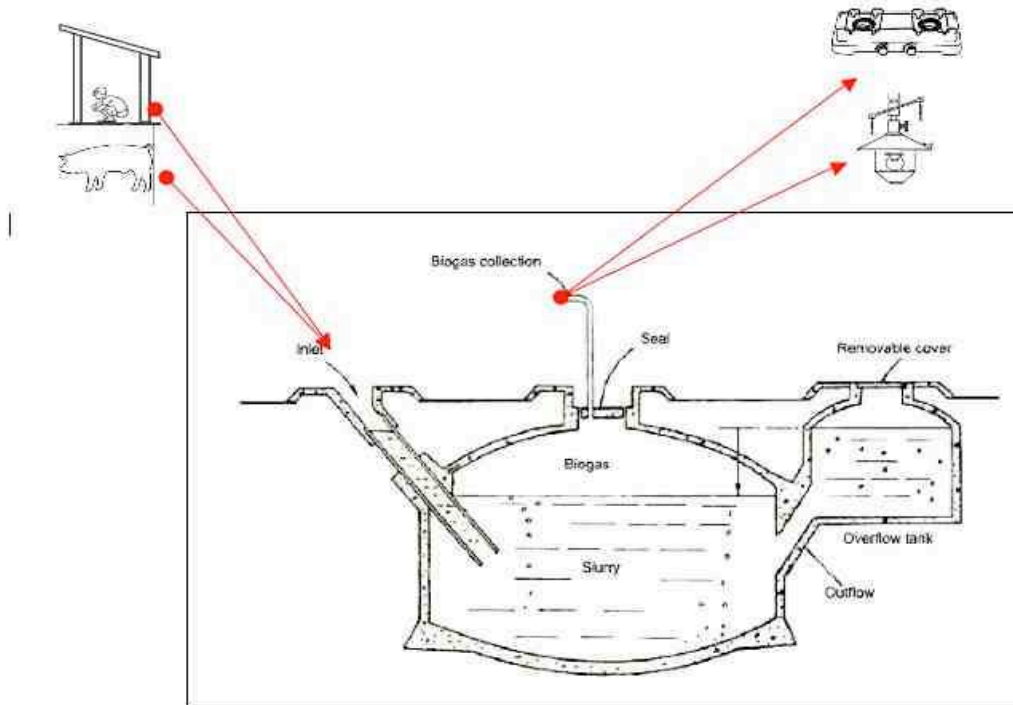 Biogas collection
Inlet
Seal
Removable cover
Biogas
Slurry
Overflow tank
Outflow